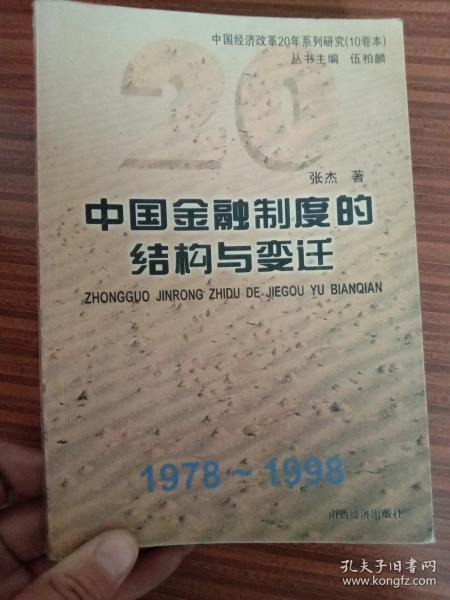 中国经济改革20年系列研究(10卷本)
丛书主编 伍柏麟
20
张杰 著
中国金融制度的
结构与变迁
ZHONGGUO JINRONG ZHIDU DE JIEGOU YU BIANQIAN
1978~1998
山西经济出版社
孔夫子旧书网
www.kongfz.com